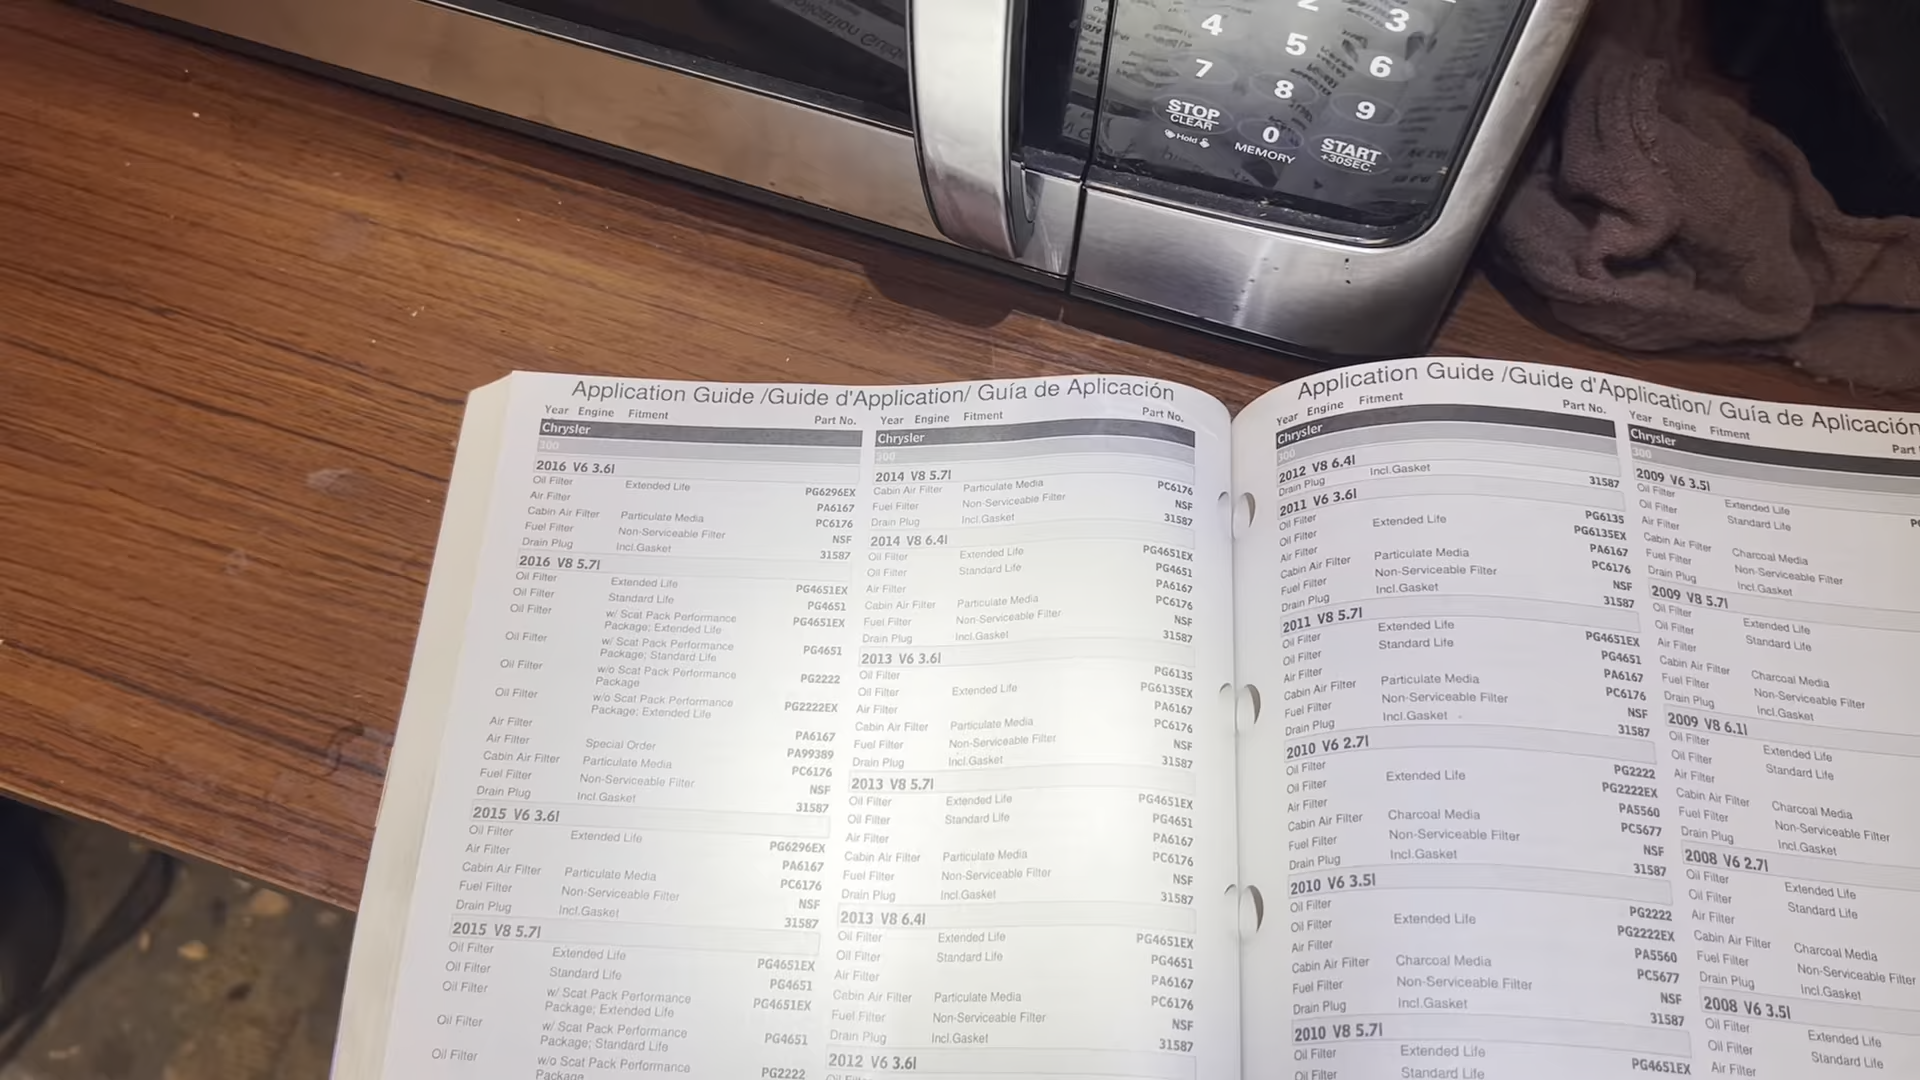 2
3
4
5
6
7
8
9
STOP
CLEAR
Hold
0
MEMORY
START
+30SEC.
Application Guide /Guide d'Application/ Guía de Aplicación
Year Engine Fitment Part No.
Chrysler
300
2016 V6 3.6l
Oil Filter Extended Life PG6296EX
Air Filter PA6167
Cabin Air Filter Particulate Media PC6176
Fuel Filter Non-Serviceable Filter NSF
Drain Plug Incl.Gasket 31587
2016 V8 5.7l
Oil Filter Extended Life PG4651EX
Oil Filter Standard Life PG4651
Oil Filter w/ Scat Pack Performance PG4651EX
Package; Extended Life
Oil Filter w/ Scat Pack Performance PG4651
Package; Standard Life
Oil Filter w/o Scat Pack Performance PG2222
Package
Oil Filter w/o Scat Pack Performance PG2222EX
Package; Extended Life
Air Filter PA6167
Air Filter Special Order PA99389
Cabin Air Filter Particulate Media PC6176
Fuel Filter Non-Serviceable Filter NSF
Drain Plug Incl.Gasket 31587
2015 V6 3.6l
Oil Filter Extended Life PG6296EX
Air Filter PA6167
Cabin Air Filter Particulate Media PC6176
Fuel Filter Non-Serviceable Filter NSF
Drain Plug Incl.Gasket 31587
2015 V8 5.7l
Oil Filter Extended Life PG4651EX
Oil Filter Standard Life PG4651
Oil Filter w/ Scat Pack Performance PG4651EX
Package; Extended Life
Oil Filter w/ Scat Pack Performance PG4651
Package; Standard Life
Oil Filter w/o Scat Pack Performance PG2222
Package
Year Engine Fitment Part No.
Chrysler
300
2014 V8 5.7l
Cabin Air Filter Particulate Media PC6176
Fuel Filter Non-Serviceable Filter NSF
Drain Plug Incl.Gasket 31587
2014 V8 6.4l
Oil Filter Extended Life PG4651EX
Oil Filter Standard Life PG4651
Air Filter PA6167
Cabin Air Filter Particulate Media PC6176
Fuel Filter Non-Serviceable Filter NSF
Drain Plug Incl.Gasket 31587
2013 V6 3.6l
Oil Filter PG6135
Oil Filter Extended Life PG6135EX
Air Filter PA6167
Cabin Air Filter Particulate Media PC6176
Fuel Filter Non-Serviceable Filter NSF
Drain Plug Incl.Gasket 31587
2013 V8 5.7l
Oil Filter Extended Life PG4651EX
Oil Filter Standard Life PG4651
Air Filter PA6167
Cabin Air Filter Particulate Media PC6176
Fuel Filter Non-Serviceable Filter NSF
Drain Plug Incl.Gasket 31587
2013 V8 6.4l
Oil Filter Extended Life PG4651EX
Oil Filter Standard Life PG4651
Air Filter PA6167
Cabin Air Filter Particulate Media PC6176
Fuel Filter Non-Serviceable Filter NSF
Drain Plug Incl.Gasket 31587
2012 V6 3.6l
Oil Filter
Application Guide /Guide d'Application/ Guía de Aplicación
Year Engine Fitment Part No.
Chrysler
300
2012 V8 6.4l
Drain Plug Incl.Gasket 31587
2011 V6 3.6l
Oil Filter PG6135
Oil Filter Extended Life PG6135EX
Air Filter PA6167
Cabin Air Filter Particulate Media PC6176
Fuel Filter Non-Serviceable Filter NSF
Drain Plug Incl.Gasket 31587
2011 V8 5.7l
Oil Filter Extended Life PG4651EX
Oil Filter Standard Life PG4651
Air Filter PA6167
Cabin Air Filter Particulate Media PC6176
Fuel Filter Non-Serviceable Filter NSF
Drain Plug Incl.Gasket 31587
2010 V6 2.7l
Oil Filter PG2222
Oil Filter Extended Life PG2222EX
Air Filter PA5560
Cabin Air Filter Charcoal Media PC5677
Fuel Filter Non-Serviceable Filter NSF
Drain Plug Incl.Gasket 31587
2010 V6 3.5l
Oil Filter PG2222
Oil Filter Extended Life PG2222EX
Air Filter PA5560
Cabin Air Filter Charcoal Media PC5677
Fuel Filter Non-Serviceable Filter NSF
Drain Plug Incl.Gasket 31587
2010 V8 5.7l
Oil Filter Extended Life PG4651EX
Oil Filter Standard Life
Year Engine Fitment Part
Chrysler
300
2009 V6 3.5l
Oil Filter Extended Life
Oil Filter Standard Life
Air Filter
Cabin Air Filter Charcoal Media
Fuel Filter Non-Serviceable Filter
Drain Plug Incl.Gasket
2009 V8 5.7l
Oil Filter Extended Life
Oil Filter Standard Life
Air Filter
Cabin Air Filter Charcoal Media
Fuel Filter Non-Serviceable Filter
Drain Plug Incl.Gasket
2009 V8 6.1l
Oil Filter Extended Life
Oil Filter Standard Life
Air Filter
Cabin Air Filter Charcoal Media
Fuel Filter Non-Serviceable Filter
Drain Plug Incl.Gasket
2008 V6 2.7l
Oil Filter Extended Life
Oil Filter Standard Life
Air Filter
Cabin Air Filter Charcoal Media
Fuel Filter Non-Serviceable Filter
Drain Plug Incl.Gasket
2008 V6 3.5l
Oil Filter Extended Life
Oil Filter Standard Life
Air Filter